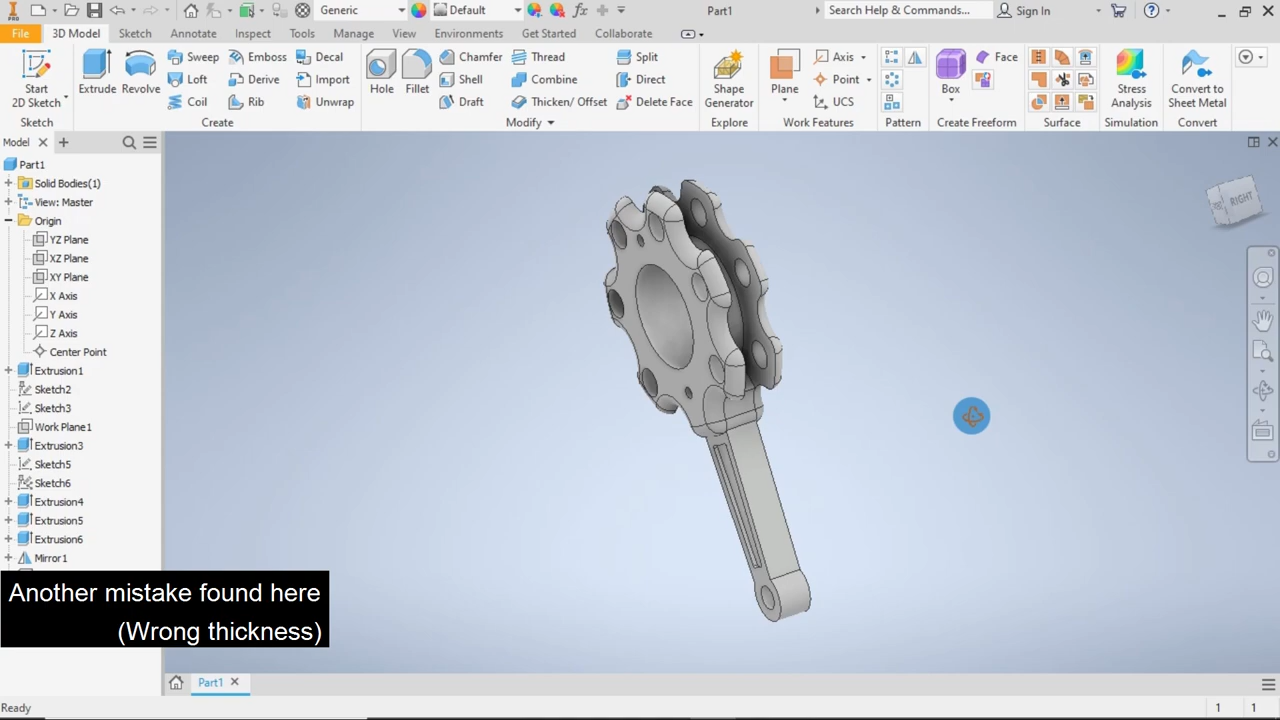 Generic
Default
Part1
Search Help & Commands...
Sign In
File
3D Model
Sketch
Annotate
Inspect
Tools
Manage
View
Environments
Get Started
Collaborate
Start
2D Sketch
Extrude
Revolve
Sweep
Loft
Coil
Emboss
Derive
Rib
Decal
Import
Unwrap
Hole
Fillet
Chamfer
Shell
Draft
Thread
Combine
Thicken/ Offset
Split
Direct
Delete Face
Shape
Generator
Plane
Axis
Point
UCS
Box
Face
Stress
Analysis
Convert to
Sheet Metal
Sketch
Create
Modify
Explore
Work Features
Pattern
Create Freeform
Surface
Simulation
Convert
Model
Part1
Solid Bodies(1)
View: Master
Origin
YZ Plane
XZ Plane
XY Plane
X Axis
Y Axis
Z Axis
Center Point
Extrusion1
Sketch2
Sketch3
Work Plane1
Extrusion3
Sketch5
Sketch6
Extrusion4
Extrusion5
Extrusion6
Mirror1
RIGHT
Another mistake found here
(Wrong thickness)
Part1
Ready
1 1